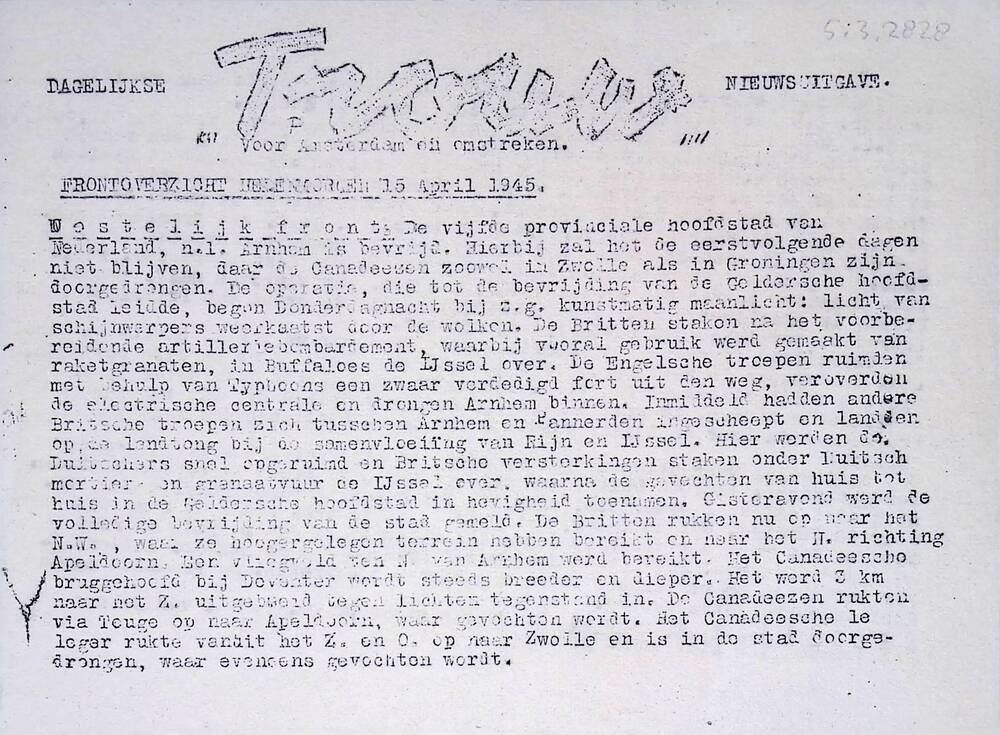 5:3.2828
DAGELIJKSE Trouw NIEUWSUITGAVE.
Voor Amsterdam en omstreken.
FRONTOVERZICHT HEDENMORGEN 15 April 1945.
Westelijk front: De vijfde provinciale hoofdstad van
Nederland, n.l. Arnhem is bevrijd. Hierbij zal het de eerstvolgende dagen
niet blijven, daar de Canadeesen zoowel in Zwolle als in Groningen zijn
doorgedrongen. De operatie, die tot de bevrijding van de Geldersche hoofd-
stad leidde, begon Donderdagnacht bij z.g. kunstmatig maanlicht: licht van
schijnwerpers weerkaatst door de wolken. De Britten staken na het voorbe-
reidende artilleriebombardement, waarbij vooral gebruik werd gemaakt van
raketgranaten, in Buffaloes de IJssel over. De Engelsche troepen ruimden
met behulp van Typhoons een zwaar verdedigd fort uit den weg, veroverden
de electrische centrale en drongen Arnhem binnen. Inmiddeld hadden andere
Britsche troepen zich tusschen Arnhem en Pannerden ingescheept en landden
op de landtong bij de samenvloeiing van Rijn en IJssel. Hier werden de
Duitschers snel opgeruimd en Britsche versterkingen staken onder Duitsch
mortier- en granaatvuur de IJssel over, waarna de gevechten van huis tot
huis in de Geldersche hoofdstad in hevigheid toenamen. Gisteravond werd de
volledige bevrijding van de stad gemeld. De Britten rukken nu op naar het
N.W., waar ze hoogergelegen terrein hebben bereikt en naar het N. richting
Apeldoorn. Een vliegveld ten N. van Arnhem werd bereikt. Het Canadeesche
bruggehoofd bij Deventer wordt steeds breeder en dieper. Het werd 3 km
naar het Z. uitgebreid tegen lichten tegenstand in. De Canadeezen rukten
via Teuge op naar Apeldoorn, waar gevochten wordt. Het Canadeesche 1e
leger rukte vanuit het Z. en O. op naar Zwolle en is in de stad doorge-
drongen, waar eveneens gevochten wordt.